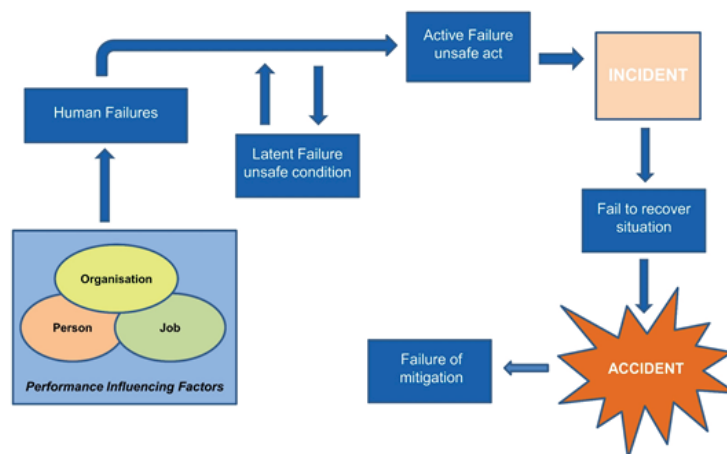 Active Failure
unsafe act
INCIDENT
Human Failures
Latent Failure
unsafe condition
Fail to recover
situation
Organisation
Person
Job
Performance Influencing Factors
Failure of
mitigation
ACCIDENT